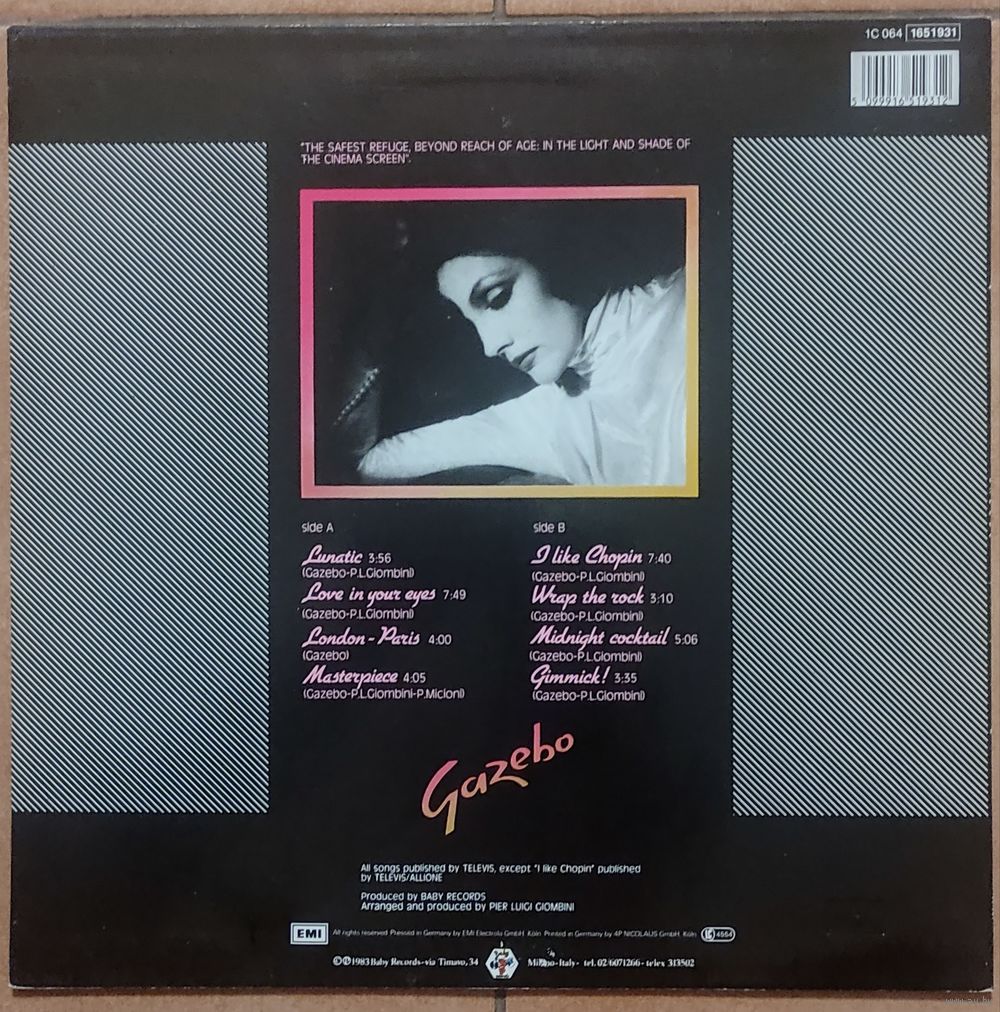 1C 064 1651931
5 099916 519312
"THE SAFEST REFUGE, BEYOND REACH OF AGE: IN THE LIGHT AND SHADE OF
THE CINEMA SCREEN".
side A
Lunatic 3:56
(Gazebo-P.L.Giombini)
Love in your eyes 7:49
(Gazebo-P.L.Giombini)
London-Paris 4:00
(Gazebo)
Masterpiece 4:05
(Gazebo-P.L.Giombini-P.Micioni)
side B
I like Chopin 7:40
(Gazebo-P.L.Giombini)
Wrap the rock 3:10
(Gazebo-P.L.Giombini)
Midnight cocktail 5:06
(Gazebo-P.L.Giombini)
Gimmick! 3:35
(Gazebo-P.L.Giombini)
Gazebo
All songs published by TELEVIS, except "I like Chopin" published
by TELEVIS/ALLIONE
Produced by BABY RECORDS
Arranged and produced by PIER LUIGI GIOMBINI
EMI All rights reserved Pressed in Germany by EMI Electrola GmbH, Köln Printed in Germany by 4P NICOLAUS GmbH, Köln 4554
℗©1983 Baby Records-via Timavo, 34 Milano-Italy- tel. 02/6071266- telex 313502